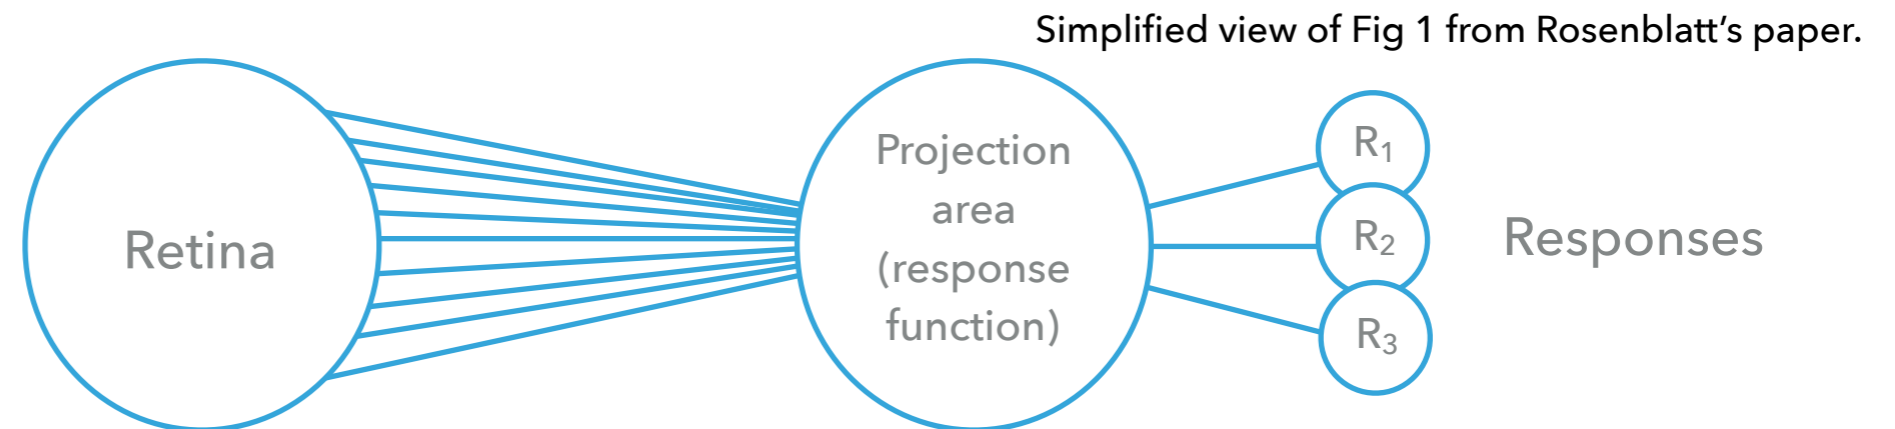 Simplified view of Fig 1 from Rosenblatt’s paper.
Retina
Projection
area
(response
function)
R₁
R₂
R₃
Responses